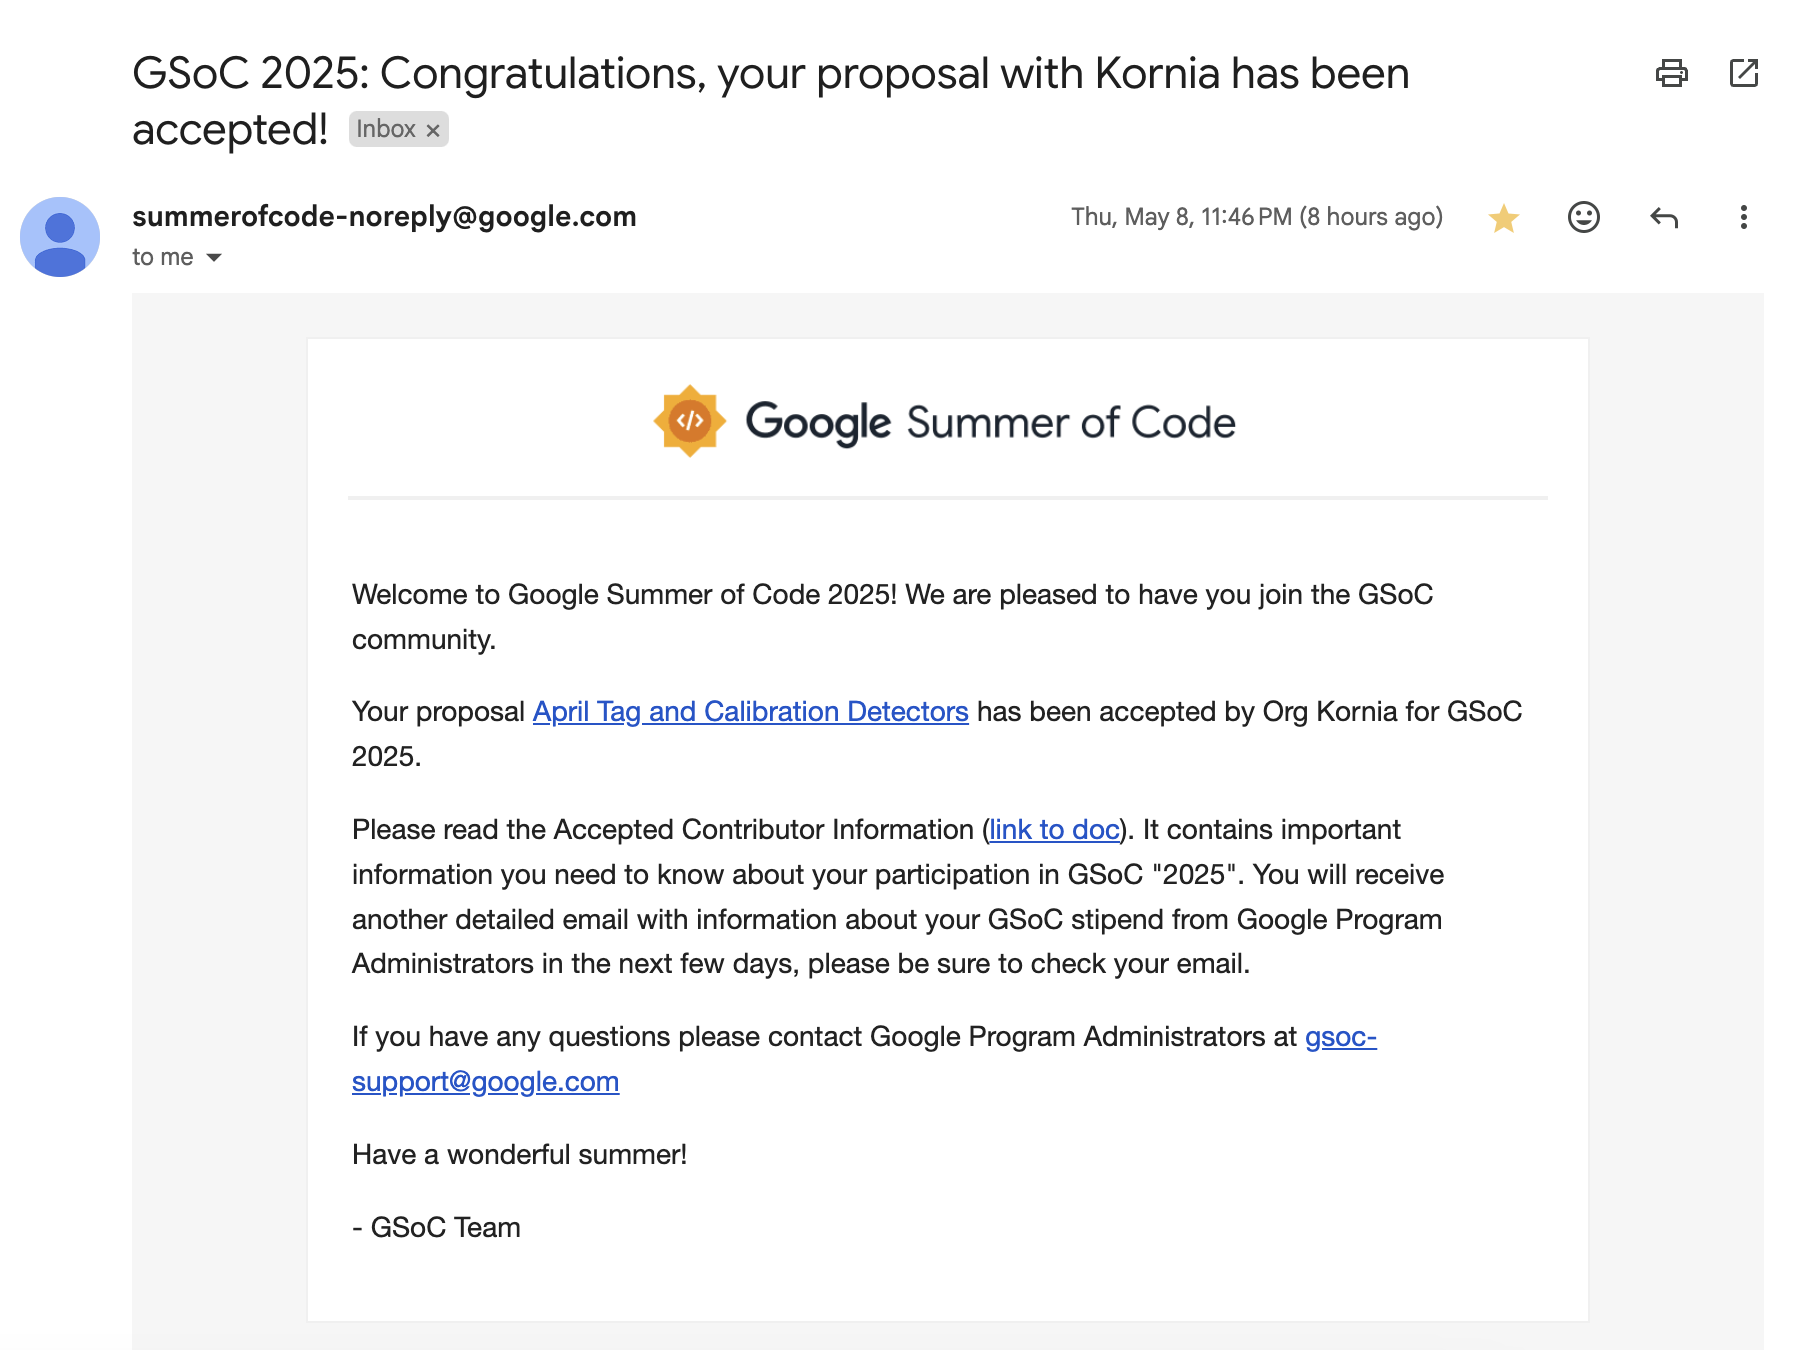 GSoC 2025: Congratulations, your proposal with Kornia has been
accepted! Inbox ×
summerofcode-noreply@google.com Thu, May 8, 11:46 PM (8 hours ago)
to me
</> Google Summer of Code
Welcome to Google Summer of Code 2025! We are pleased to have you join the GSoC
community.
Your proposal April Tag and Calibration Detectors has been accepted by Org Kornia for GSoC
2025.
Please read the Accepted Contributor Information (link to doc). It contains important
information you need to know about your participation in GSoC "2025". You will receive
another detailed email with information about your GSoC stipend from Google Program
Administrators in the next few days, please be sure to check your email.
If you have any questions please contact Google Program Administrators at gsoc-
support@google.com
Have a wonderful summer!
- GSoC Team